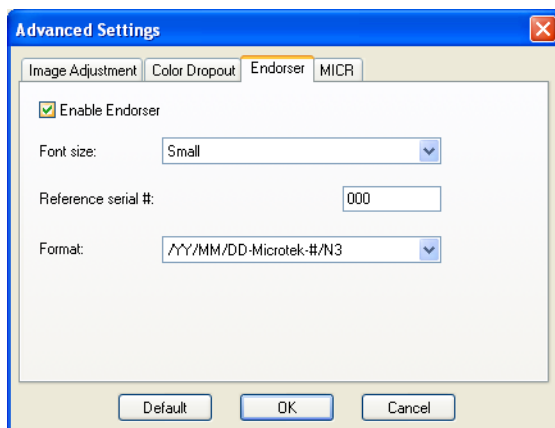 Advanced Settings
Image Adjustment Color Dropout Endorser MICR
Enable Endorser
Font size: Small
Reference serial #: 000
Format: /YY/MM/DD-Microtek-#/N3
Default OK Cancel